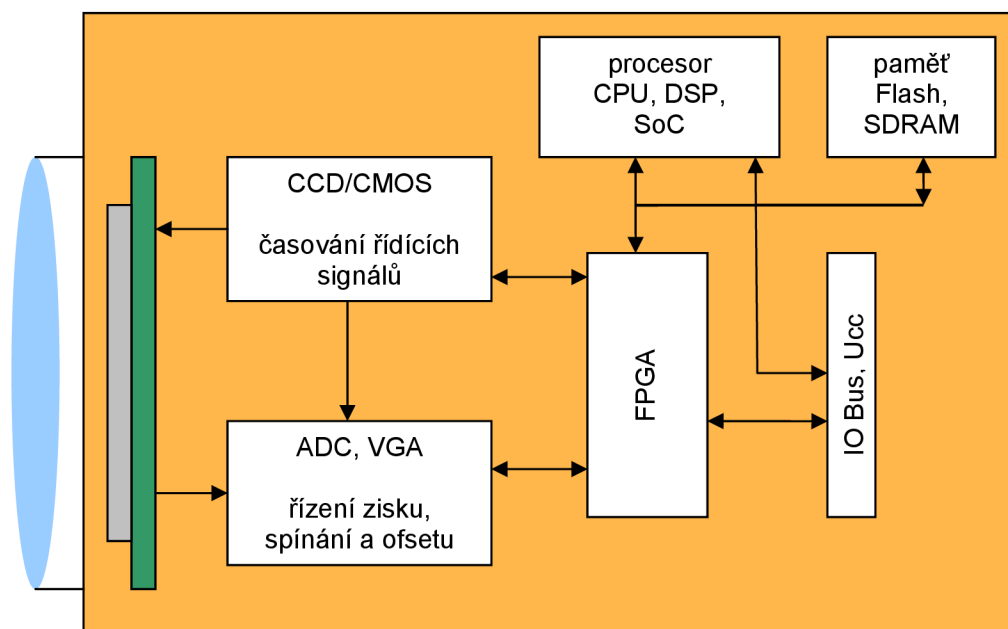 procesor
CPU, DSP,
SoC
paměť
Flash,
SDRAM
CCD/CMOS
časování řídících
signálů
FPGA
IO Bus, Ucc
ADC, VGA
řízení zisku,
spínání a ofsetu